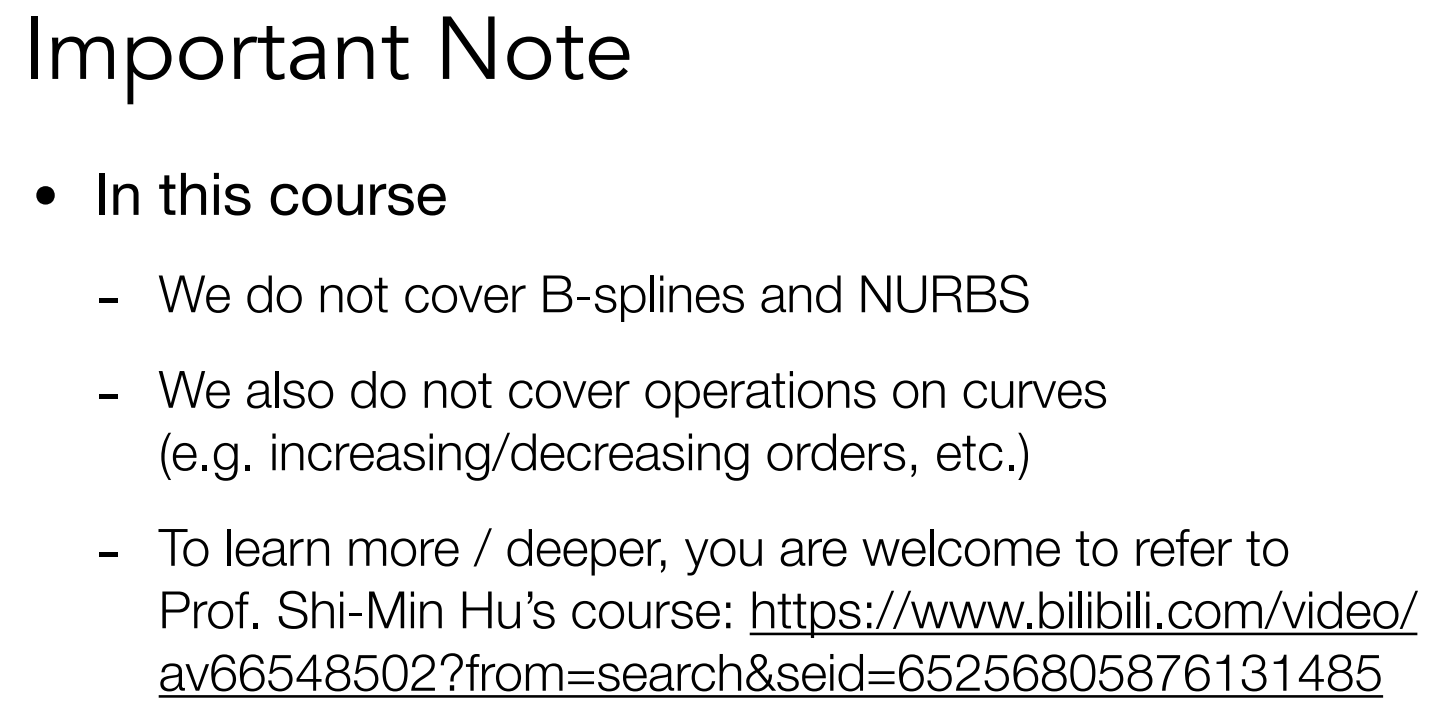 Important Note
• In this course
- We do not cover B-splines and NURBS
- We also do not cover operations on curves
(e.g. increasing/decreasing orders, etc.)
- To learn more / deeper, you are welcome to refer to
Prof. Shi-Min Hu’s course: https://www.bilibili.com/video/
av66548502?from=search&seid=65256805876131485